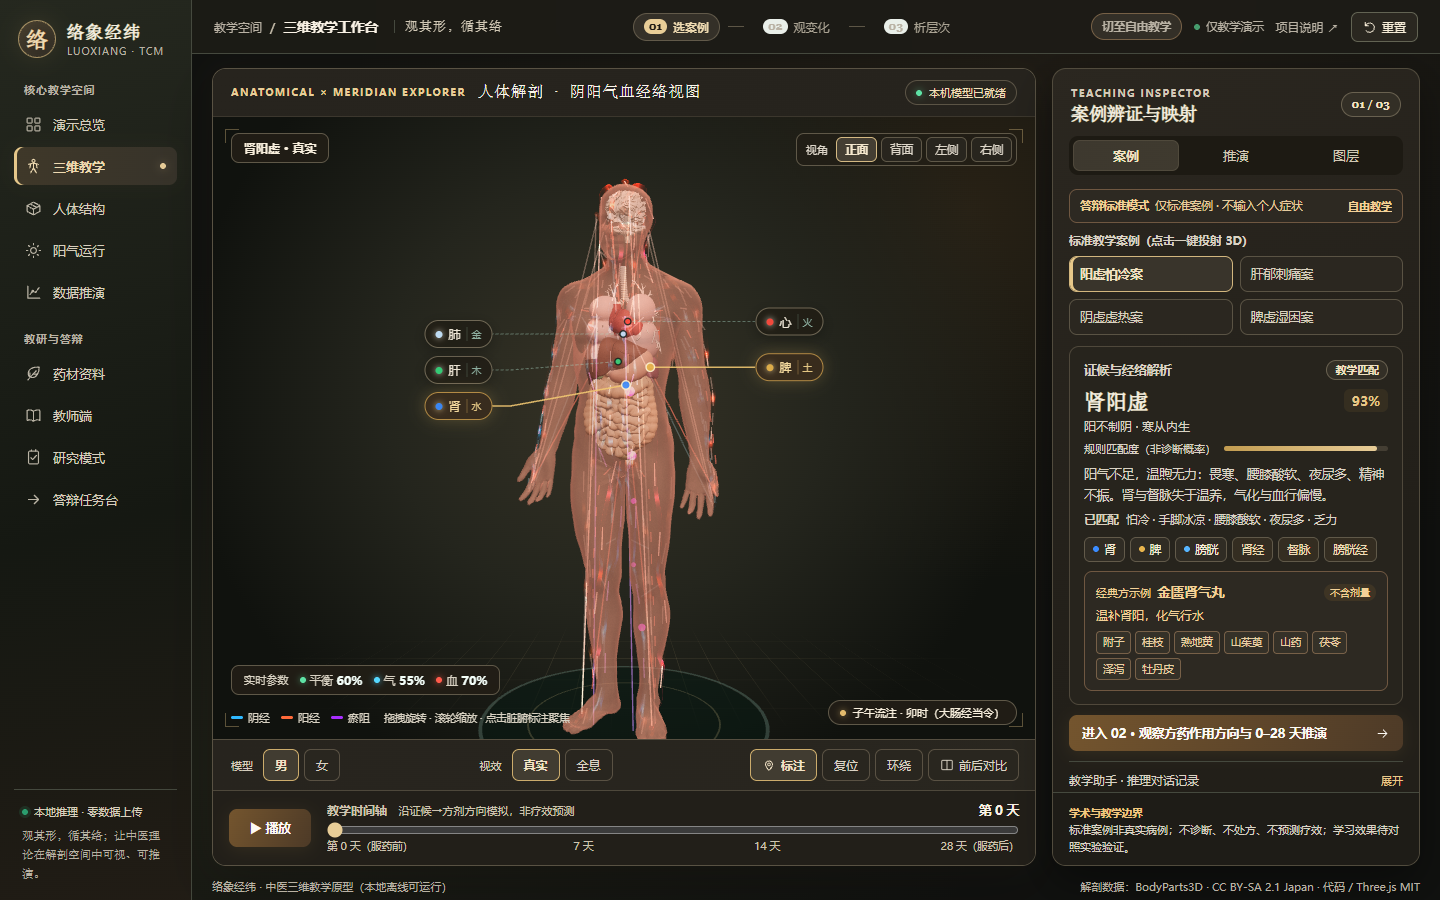 络
络象经纬
LUOXIANG · TCM
核心教学空间
演示总览
三维教学
人体结构
阳气运行
数据推演
教研与答辩
药材资料
教师端
研究模式
答辩任务台
本地推理 · 零数据上传
观其形，循其络；让中医理
论在解剖空间中可视、可推
演。
教学空间 / 三维教学工作台 观其形，循其络
01 选案例
02 观变化
03 析层次
切至自由教学
仅教学演示
项目说明 ↗
重置
ANATOMICAL × MERIDIAN EXPLORER 人体解剖 · 阴阳气血经络视图
本机模型已就绪
肾阳虚 • 真实
视角 正面 背面 左侧 右侧
肺 金
肝 木
肾 水
心 火
脾 土
实时参数 平衡 60% 气 55% 血 70%
阴经 阳经 瘀阻 拖拽旋转 · 滚轮缩放 · 点击脏腑标注聚焦
子午流注 · 卯时（大肠经当令）
模型 男 女
视效 真实 全息
标注 复位 环绕 前后对比
▶ 播放
教学时间轴 沿证候→方剂方向模拟，非疗效预测
第 0 天
第 0 天（服药前） 7 天 14 天 28 天（服药后）
络象经纬 · 中医三维教学原型（本地离线可运行）
TEACHING INSPECTOR
案例辨证与映射
01 / 03
案例 推演 图层
答辩标准模式 仅标准案例 · 不输入个人症状 自由教学
标准教学案例（点击一键投射 3D）
阳虚怕冷案 肝郁刺痛案
阴虚虚热案 脾虚湿困案
证候与经络解析 教学匹配
肾阳虚 93%
阳不制阴 · 寒从内生
规则匹配度（非诊断概率）
阳气不足，温煦无力：畏寒、腰膝酸软、夜尿多、精神
不振。肾与督脉失于温养，气化与血行偏慢。
已匹配 怕冷 · 手脚冰凉 · 腰膝酸软 · 夜尿多 · 乏力
肾 脾 膀胱 肾经 督脉 膀胱经
经典方示例 金匮肾气丸 不含剂量
温补肾阳，化气行水
附子 桂枝 熟地黄 山茱萸 山药 茯苓
泽泻 牡丹皮
进入 02 • 观察方药作用方向与 0–28 天推演 →
教学助手 · 推理对话记录 展开
学术与教学边界
标准案例非真实病例；不诊断、不处方、不预测疗效；学习效果待对
照实验验证。
解剖数据：BodyParts3D · CC BY-SA 2.1 Japan · 代码 / Three.js MIT